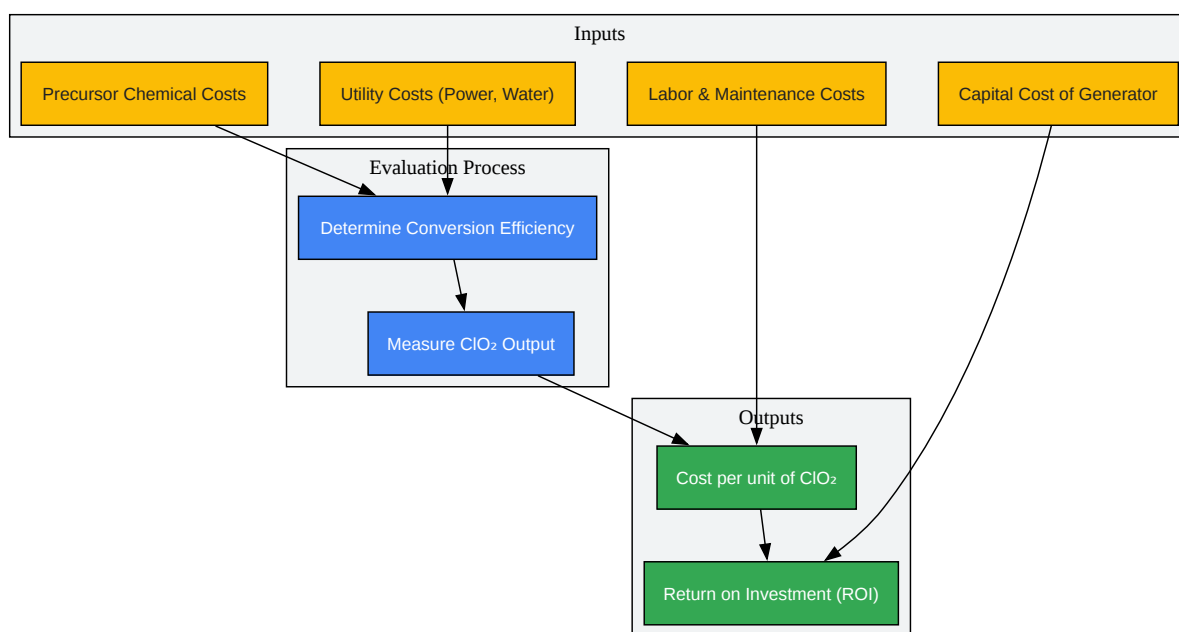 Inputs
Precursor Chemical Costs
Utility Costs (Power, Water)
Labor & Maintenance Costs
Capital Cost of Generator
Evaluation Process
Determine Conversion Efficiency
Measure ClO₂ Output
Outputs
Cost per unit of ClO₂
Return on Investment (ROI)